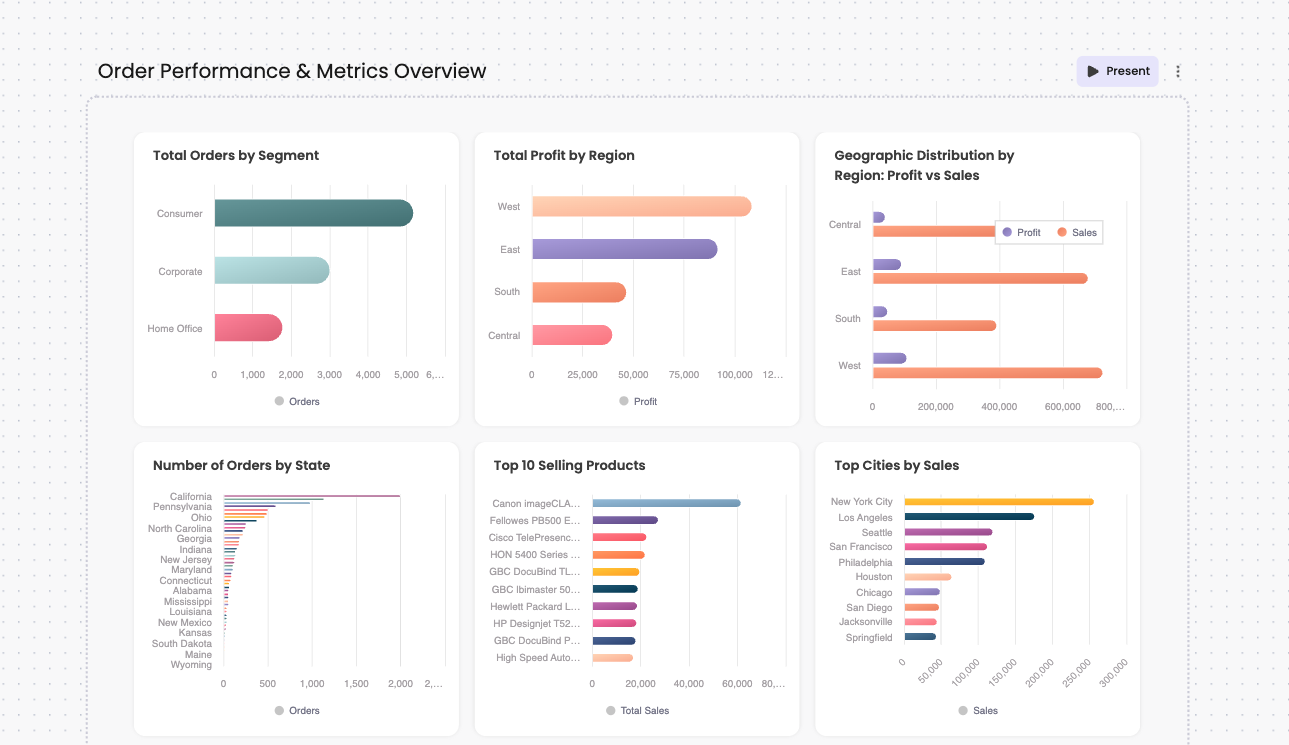 Order Performance & Metrics Overview
Present
Total Orders by Segment
Consumer
Corporate
Home Office
0 1,000 2,000 3,000 4,000 5,000 6,...
Orders
Total Profit by Region
West
East
South
Central
0 25,000 50,000 75,000 100,000 12...
Profit
Geographic Distribution by
Region: Profit vs Sales
Central
Profit Sales
East
South
West
0 200,000 400,000 600,000 800,...
Number of Orders by State
California
Pennsylvania
Ohio
North Carolina
Georgia
Indiana
New Jersey
Maryland
Connecticut
Alabama
Mississippi
Louisiana
New Mexico
Kansas
South Dakota
Maine
Wyoming
0 500 1,000 1,500 2,000 2,...
Orders
Top 10 Selling Products
Canon imageCLA...
Fellowes PB500 E...
Cisco TelePresenc...
HON 5400 Series ...
GBC DocuBind TL...
GBC Ibimaster 50...
Hewlett Packard L...
HP Designjet T52...
GBC DocuBind P...
High Speed Auto...
0 20,000 40,000 60,000 80,...
Total Sales
Top Cities by Sales
New York City
Los Angeles
Seattle
San Francisco
Philadelphia
Houston
Chicago
San Diego
Jacksonville
Springfield
0 50,000 100,000 150,000 200,000 250,000 300,000
Sales